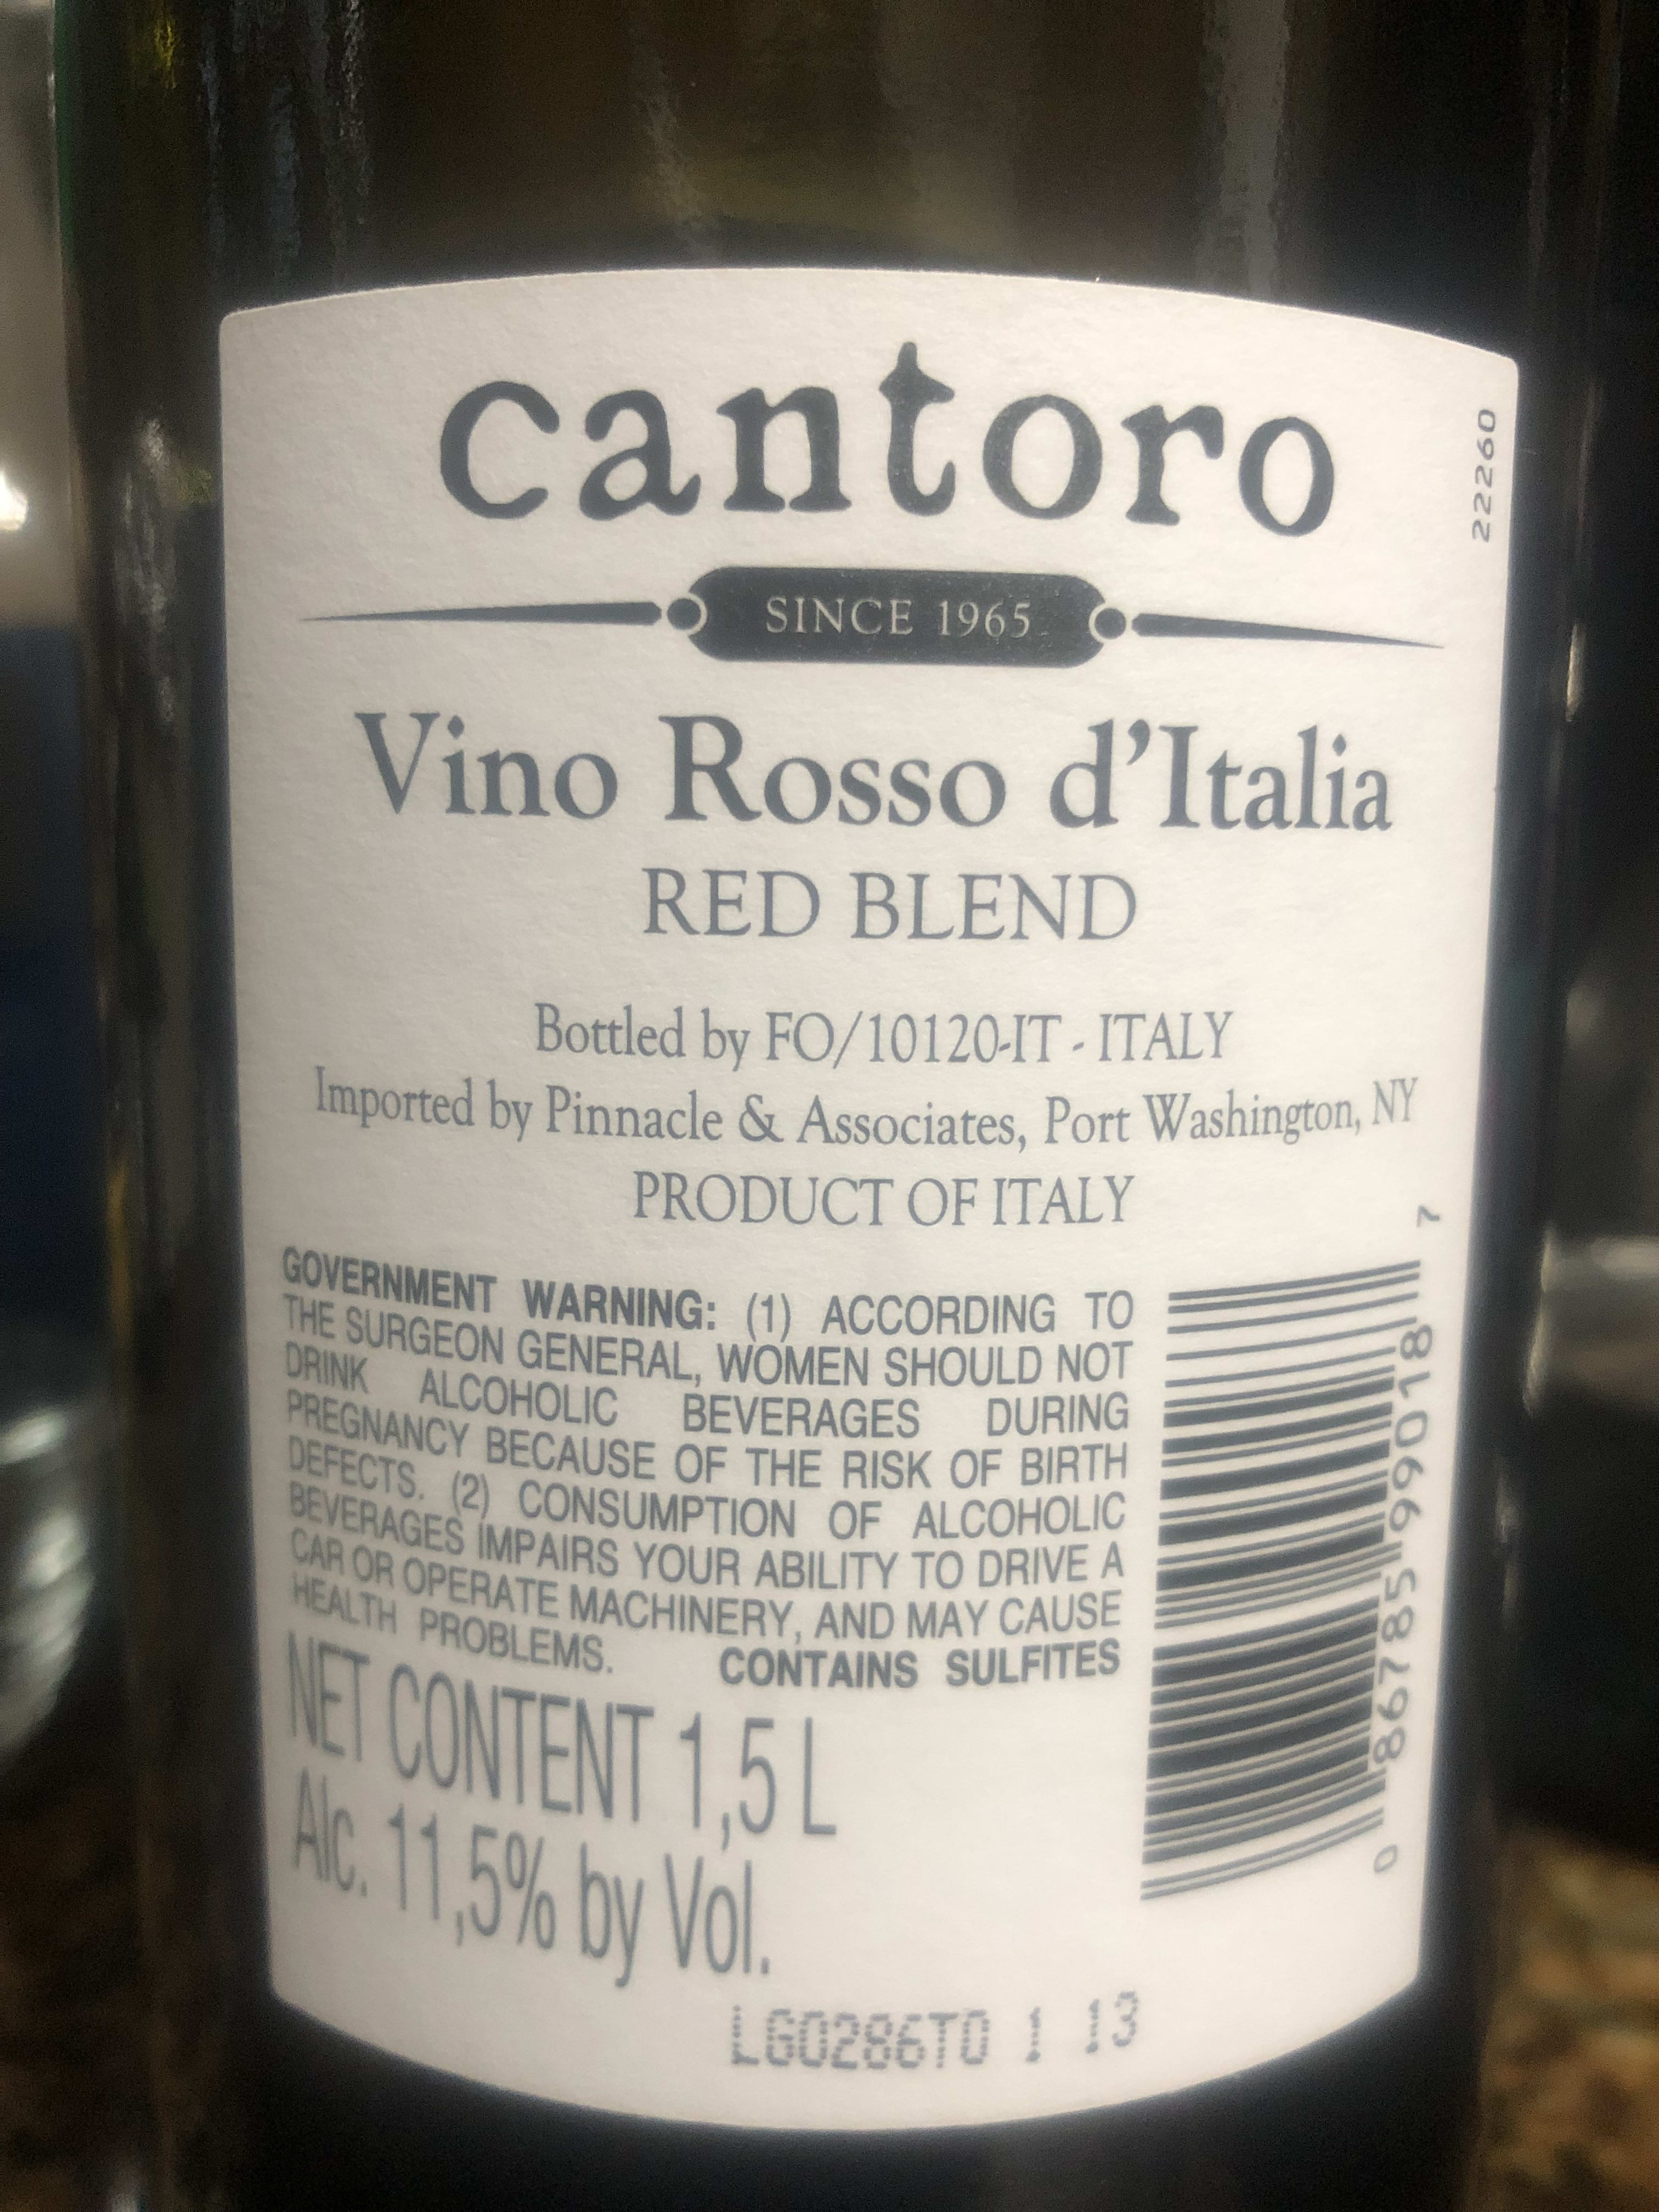 cantoro
22260
SINCE 1965
Vino Rosso d'Italia
RED BLEND
Bottled by FO/10120-IT - ITALY
Imported by Pinnacle & Associates, Port Washington, NY
PRODUCT OF ITALY
GOVERNMENT WARNING: (1) ACCORDING TO
THE SURGEON GENERAL, WOMEN SHOULD NOT
DRINK ALCOHOLIC BEVERAGES DURING
PREGNANCY BECAUSE OF THE RISK OF BIRTH
DEFECTS. (2) CONSUMPTION OF ALCOHOLIC
BEVERAGES IMPAIRS YOUR ABILITY TO DRIVE A
CAR OR OPERATE MACHINERY, AND MAY CAUSE
HEALTH PROBLEMS. CONTAINS SULFITES
NET CONTENT 1,5 L
Alc. 11,5% by Vol.
0 86785 99018 7
LG0286T0 1 13